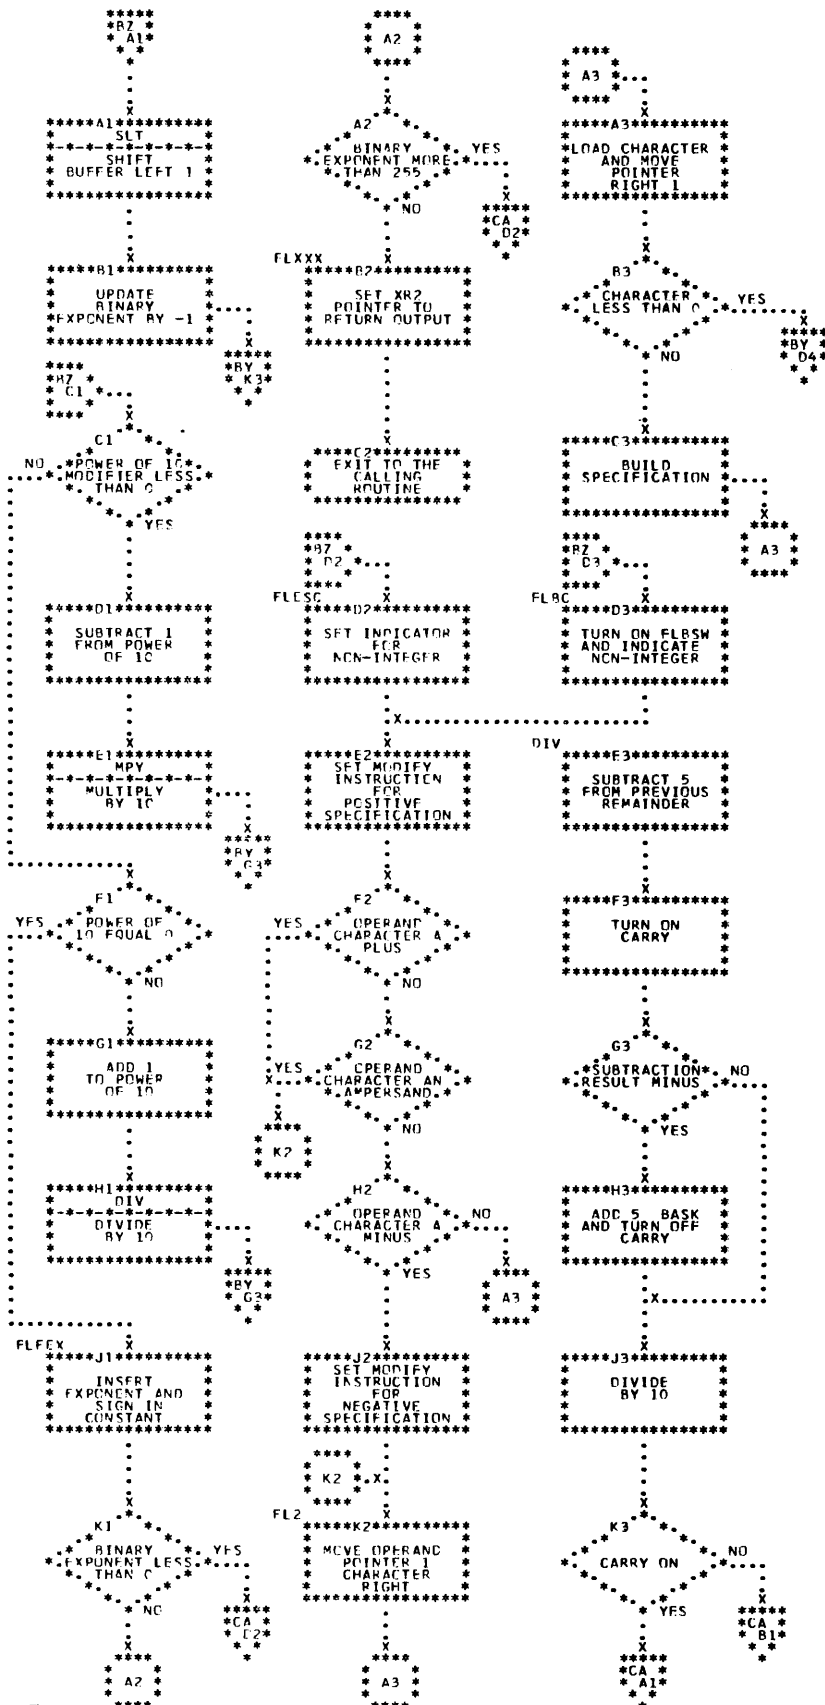 BZ
A1
A1
SLT
SHIFT
BUFFER LEFT 1
B1
UPDATE
BINARY
EXPONENT BY -1
BY
K3
BZ
C1
C1
NO
POWER OF 10
MODIFIER LESS
THAN 0
YES
D1
SUBTRACT 1
FROM POWER
OF 10
E1
MPY
MULTIPLY
BY 10
BY
G3
F1
YES
POWER OF
10 EQUAL 0
NO
G1
ADD 1
TO POWER
OF 10
H1
DIV
DIVIDE
BY 10
BY
G3
FLFEX
J1
INSERT
EXPONENT AND
SIGN IN
CONSTANT
K1
BINARY
EXPONENT LESS
THAN 0
YES
NO
CA
A2
A2
A2
BINARY
EXPONENT MORE
THAN 255
YES
NO
CA
D2
FLXXX
B2
SET XR2
POINTER TO
RETURN OUTPUT
C2
EXIT TO THE
CALLING
ROUTINE
BZ
D2
FLESC
D2
SET INDICATOR
FOR
NON-INTEGER
E2
SET MODIFY
INSTRUCTION
FOR
POSITIVE
SPECIFICATION
F2
YES
OPERAND
CHARACTER A
PLUS
NO
G2
YES
OPERAND
CHARACTER AN
AMPERSAND
NO
K2
H2
OPERAND
CHARACTER A
MINUS
NO
YES
A3
J2
SET MODIFY
INSTRUCTION
FOR
NEGATIVE
SPECIFICATION
K2
FL2
K2
MOVE OPERAND
POINTER 1
CHARACTER
RIGHT
A3
A3
A3
LOAD CHARACTER
AND MOVE
POINTER
RIGHT 1
B3
CHARACTER
LESS THAN 0
YES
NO
BY
D4
C3
BUILD
SPECIFICATION
A3
BZ
D3
FLBC
D3
TURN ON FLBSW
AND INDICATE
NON-INTEGER
DIV
E3
SUBTRACT 5
FROM PREVIOUS
REMAINDER
F3
TURN ON
CARRY
G3
SUBTRACTION
RESULT MINUS
NO
YES
H3
ADD 5 BASK
AND TURN OFF
CARRY
J3
DIVIDE
BY 10
K3
CARRY ON
NO
YES
CA
B1
CA
A1